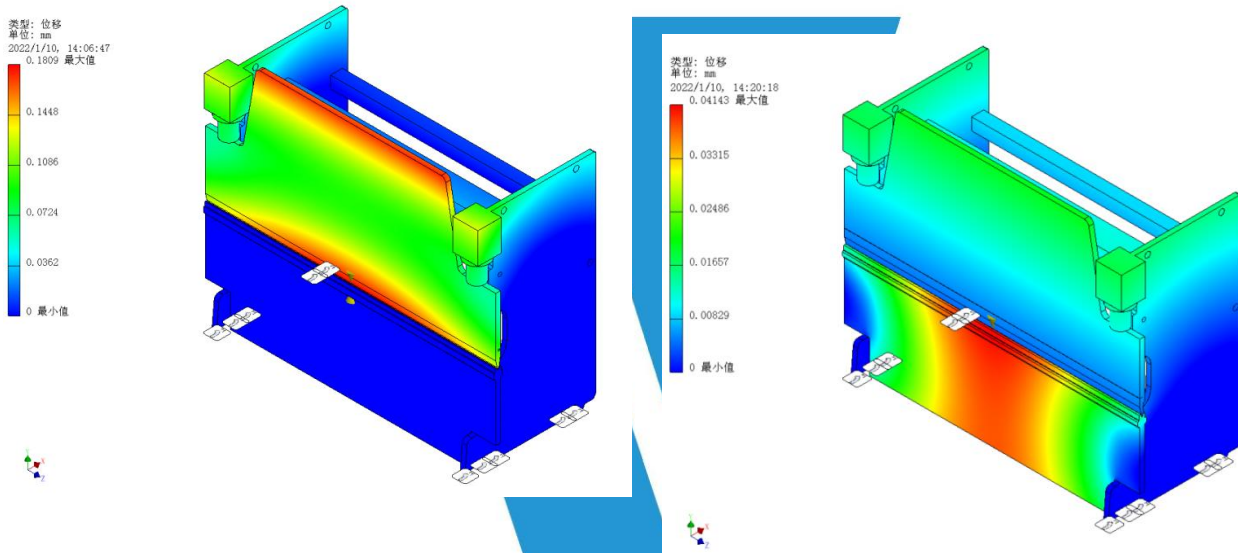 类型: 位移
单位: mm
2022/1/10, 14:06:47
0.1809 最大值
0.1448
0.1086
0.0724
0.0362
0 最小值
类型: 位移
单位: mm
2022/1/10, 14:20:18
0.04143 最大值
0.03315
0.02486
0.01657
0.00829
0 最小值